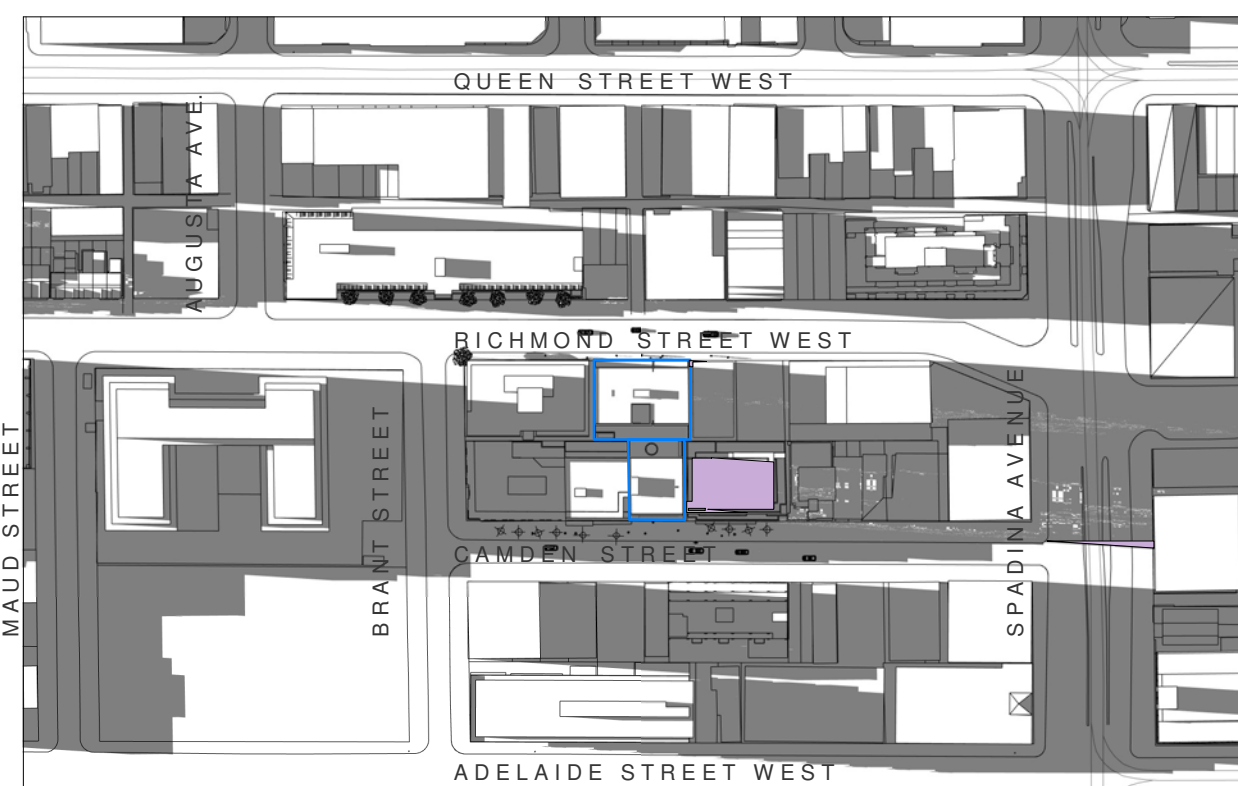 QUEEN STREET WEST
AUGUSTA AVE.
RICHMOND STREET WEST
MAUD STREET
BRANT STREET
SPADINA AVENUE
CAMDEN STREET
ADELAIDE STREET WEST